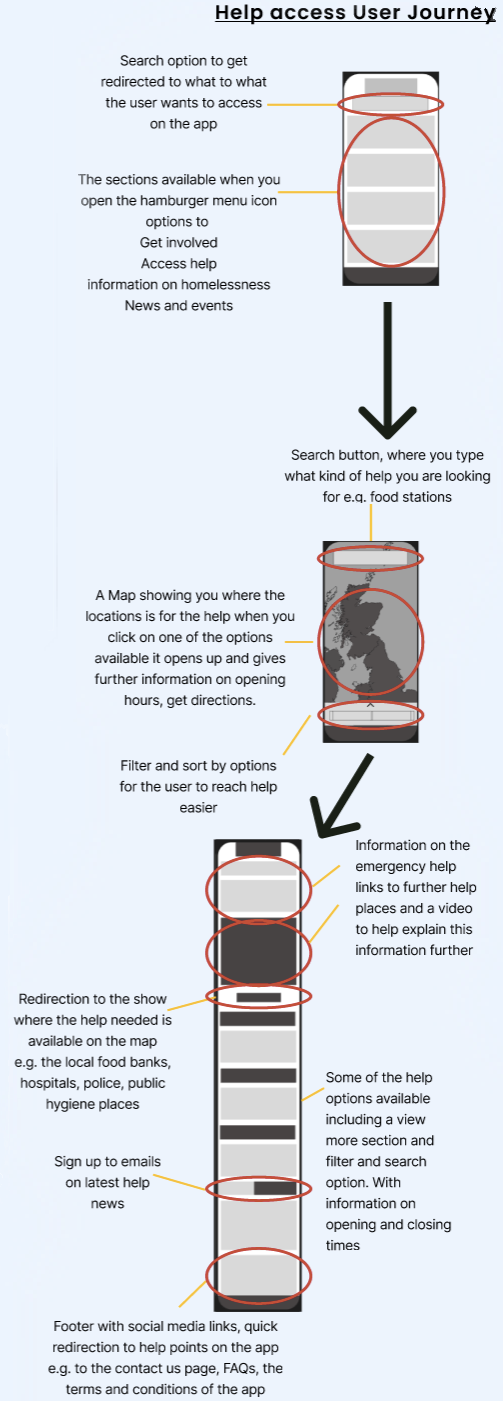 Help access User Journey
Search option to get
redirected to what to what
the user wants to access
on the app
The sections available when you
open the hamburger menu icon
options to
Get involved
Access help
information on homelessness
News and events
Search button, where you type
what kind of help you are looking
for e.g. food stations
A Map showing you where the
locations is for the help when you
click on one of the options
available it opens up and gives
further information on opening
hours, get directions.
Filter and sort by options
for the user to reach help
easier
Information on the
emergency help
links to further help
places and a video
to help explain this
information further
Redirection to the show
where the help needed is
available on the map
e.g. the local food banks,
hospitals, police, public
hygiene places
Some of the help
options available
including a view
more section and
filter and search
option. With
information on
opening and closing
times
Sign up to emails
on latest help
news
Footer with social media links, quick
redirection to help points on the app
e.g. to the contact us page, FAQs, the
terms and conditions of the app